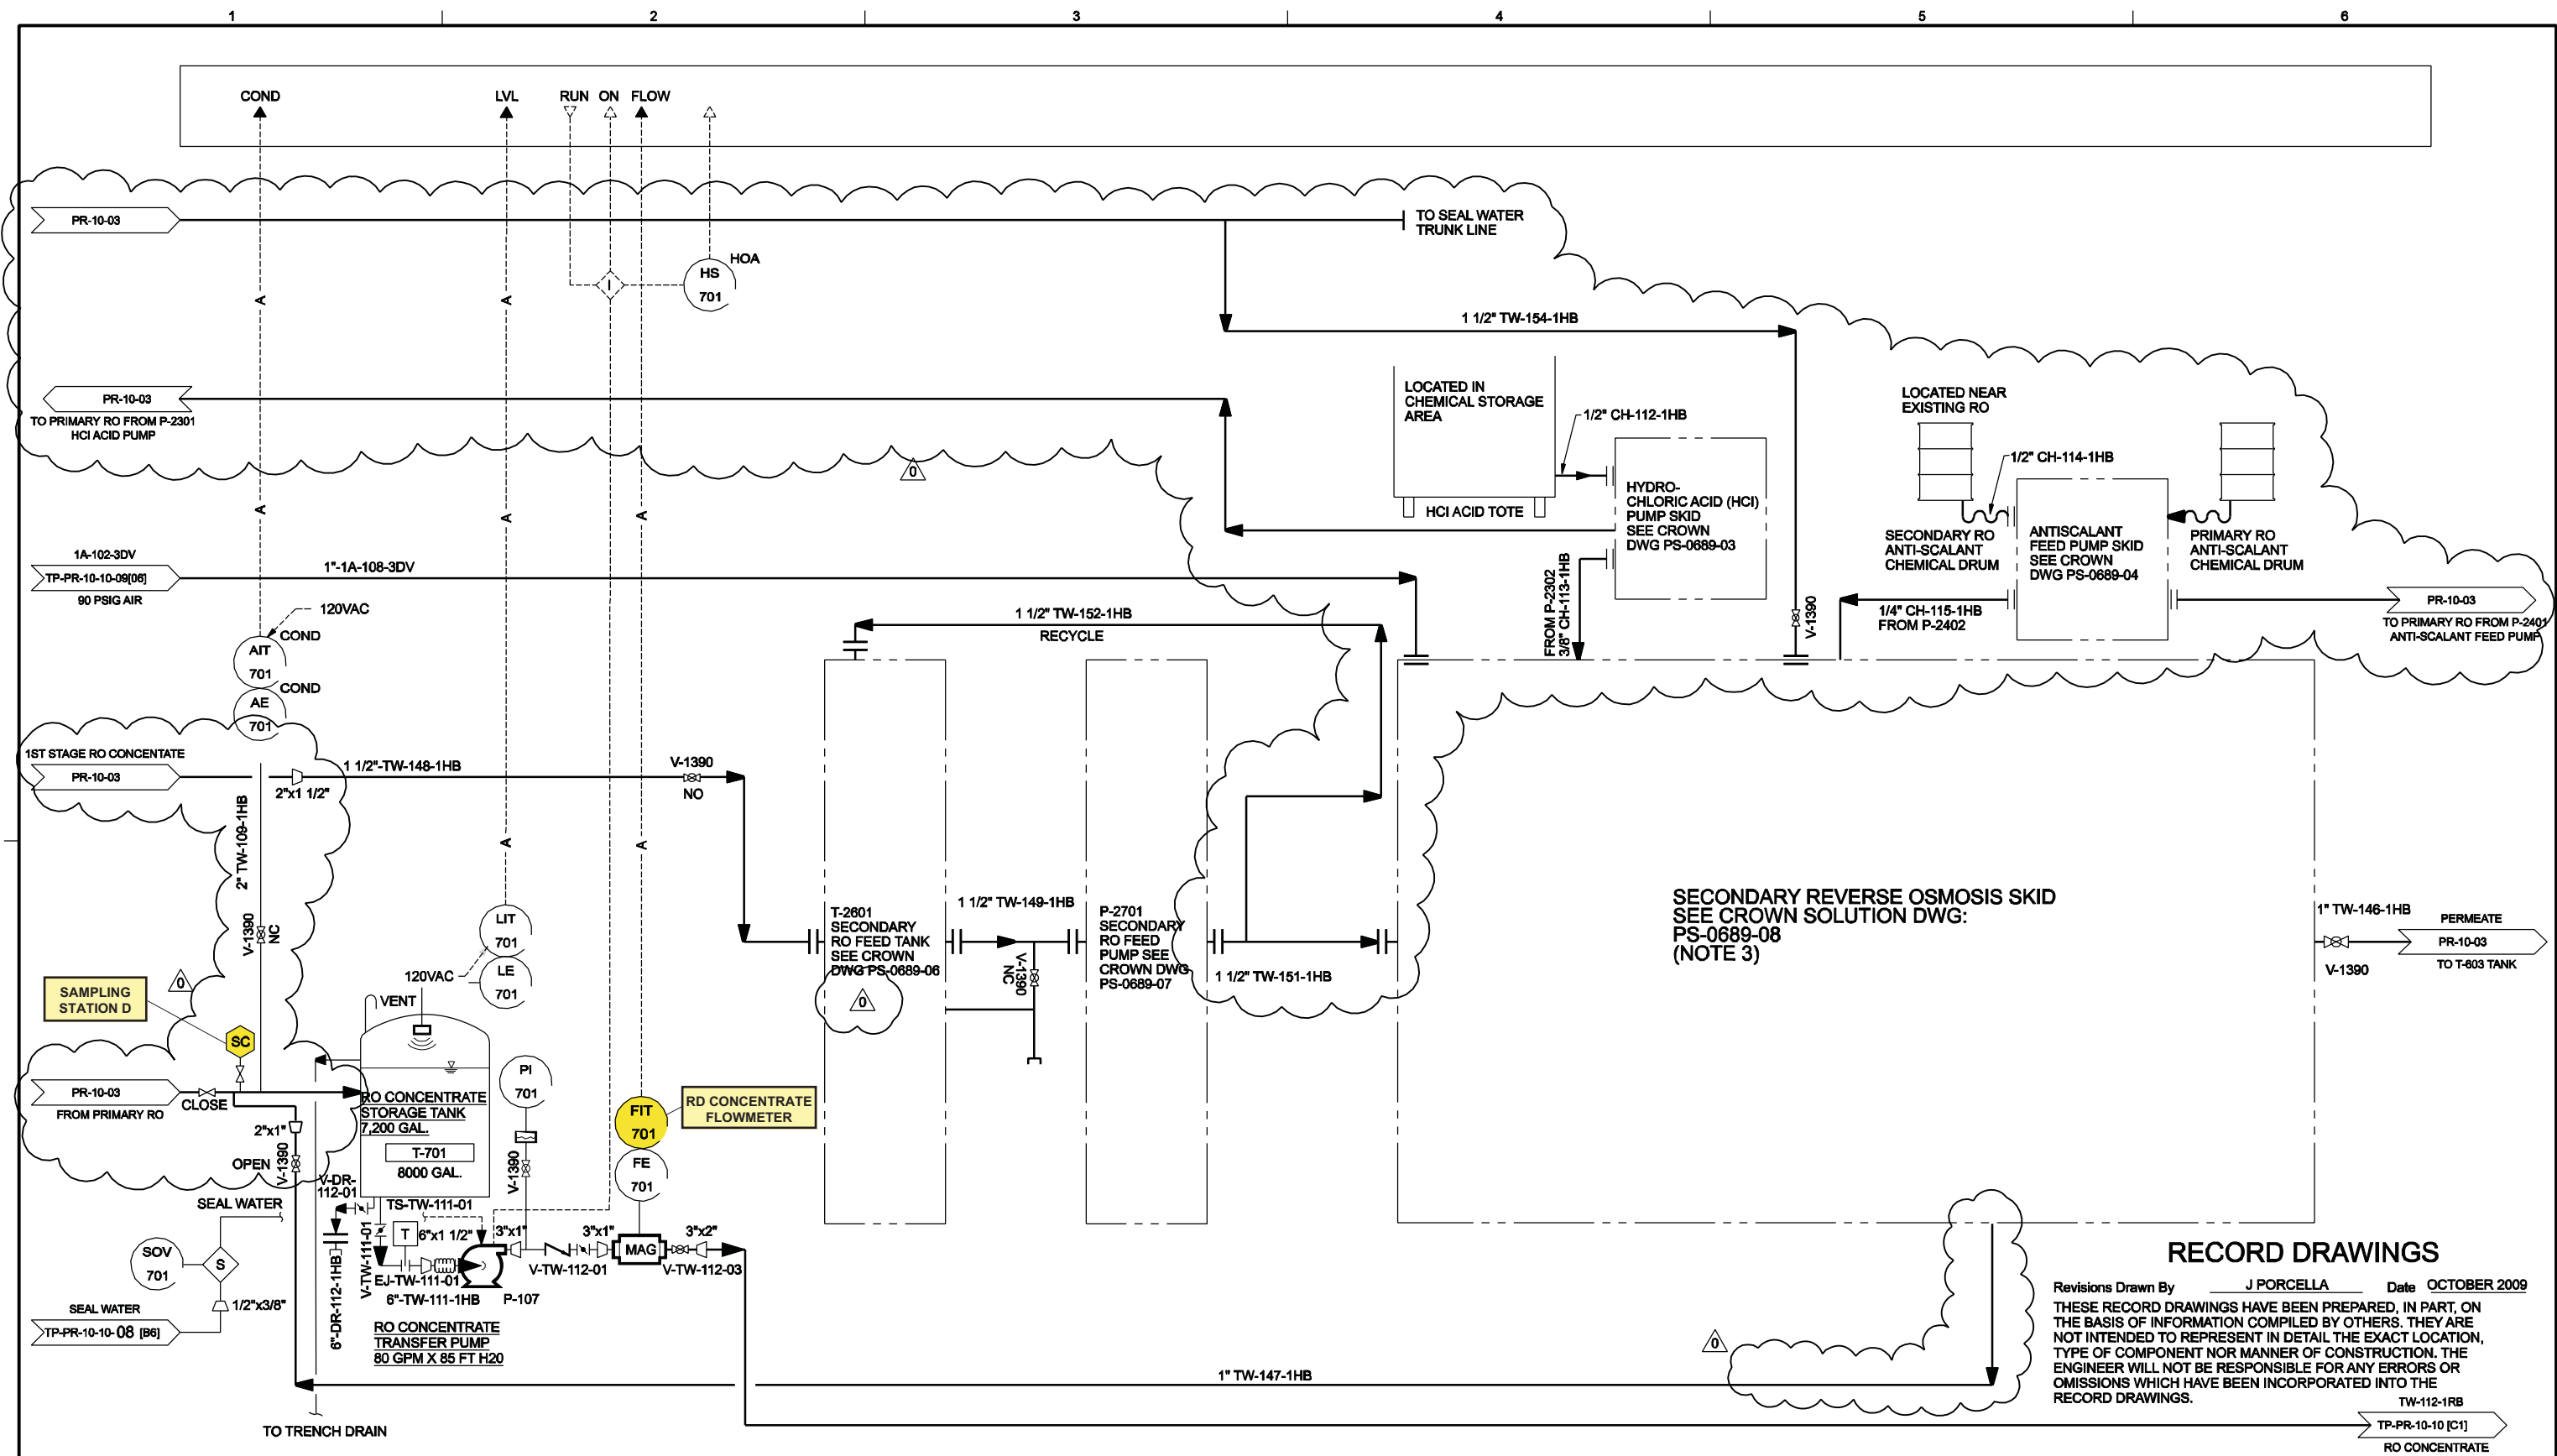 1
2
3
4
5
6
COND
LVL
RUN
ON
FLOW
PR-10-03
TO SEAL WATER
TRUNK LINE
HS
701
HOA
I
A
A
1 1/2" TW-154-1HB
PR-10-03
TO PRIMARY RO FROM P-2301
HCI ACID PUMP
LOCATED IN
CHEMICAL STORAGE
AREA
1/2" CH-112-1HB
HCI ACID TOTE
HYDRO-
CHLORIC ACID (HCI)
PUMP SKID
SEE CROWN
DWG PS-0689-03
LOCATED NEAR
EXISTING RO
1/2" CH-114-1HB
SECONDARY RO
ANTI-SCALANT
CHEMICAL DRUM
ANTISCALANT
FEED PUMP SKID
SEE CROWN
DWG PS-0689-04
PRIMARY RO
ANTI-SCALANT
CHEMICAL DRUM
0
A
A
A
1A-102-3DV
TP-PR-10-10-09[06]
90 PSIG AIR
1"-1A-108-3DV
FROM P-2302
3/8" CH-113-1HB
V-1390
1/4" CH-115-1HB
FROM P-2402
PR-10-03
TO PRIMARY RO FROM P-2401
ANTI-SCALANT FEED PUMP
120VAC
COND
AIT
701
COND
AE
701
1 1/2" TW-152-1HB
RECYCLE
1ST STAGE RO CONCENTATE
PR-10-03
2"x1 1/2"
1 1/2"-TW-148-1HB
V-1390
NO
2" TW-109-1HB
V-1390
NC
A
A
LIT
701
LE
701
120VAC
T-2601
SECONDARY
RO FEED TANK
SEE CROWN
DWG PS-0689-06
0
1 1/2" TW-149-1HB
V-1390
NC
P-2701
SECONDARY
RO FEED
PUMP SEE
CROWN DWG
PS-0689-07
1 1/2" TW-151-1HB
SECONDARY REVERSE OSMOSIS SKID
SEE CROWN SOLUTION DWG:
PS-0689-08
(NOTE 3)
1" TW-146-1HB
V-1390
PERMEATE
PR-10-03
TO T-603 TANK
SAMPLING
STATION D
0
SC
VENT
PR-10-03
FROM PRIMARY RO
CLOSE
2"x1"
OPEN
V-1390
RO CONCENTRATE
STORAGE TANK
7,200 GAL.
T-701
8000 GAL.
PI
701
V-1390
FIT
701
FE
701
RD CONCENTRATE
FLOWMETER
V-DR-
112-01
TS-TW-111-01
SEAL WATER
SOV
701
S
1/2"x3/8"
SEAL WATER
TP-PR-10-10-08 [B6]
6"-DR-112-1HB
V-TW-111-01
T
6"x1 1/2"
EJ-TW-111-01
6"-TW-111-1HB
P-107
3"x1"
V-TW-112-01
3"x1"
MAG
3"x2"
V-TW-112-03
RO CONCENTRATE
TRANSFER PUMP
80 GPM X 85 FT H20
1" TW-147-1HB
TO TRENCH DRAIN
0
RECORD DRAWINGS
Revisions Drawn By J PORCELLA Date OCTOBER 2009
THESE RECORD DRAWINGS HAVE BEEN PREPARED, IN PART, ON
THE BASIS OF INFORMATION COMPILED BY OTHERS. THEY ARE
NOT INTENDED TO REPRESENT IN DETAIL THE EXACT LOCATION,
TYPE OF COMPONENT NOR MANNER OF CONSTRUCTION. THE
ENGINEER WILL NOT BE RESPONSIBLE FOR ANY ERRORS OR
OMISSIONS WHICH HAVE BEEN INCORPORATED INTO THE
RECORD DRAWINGS.
TW-112-1RB
TP-PR-10-10 [C1]
RO CONCENTRATE